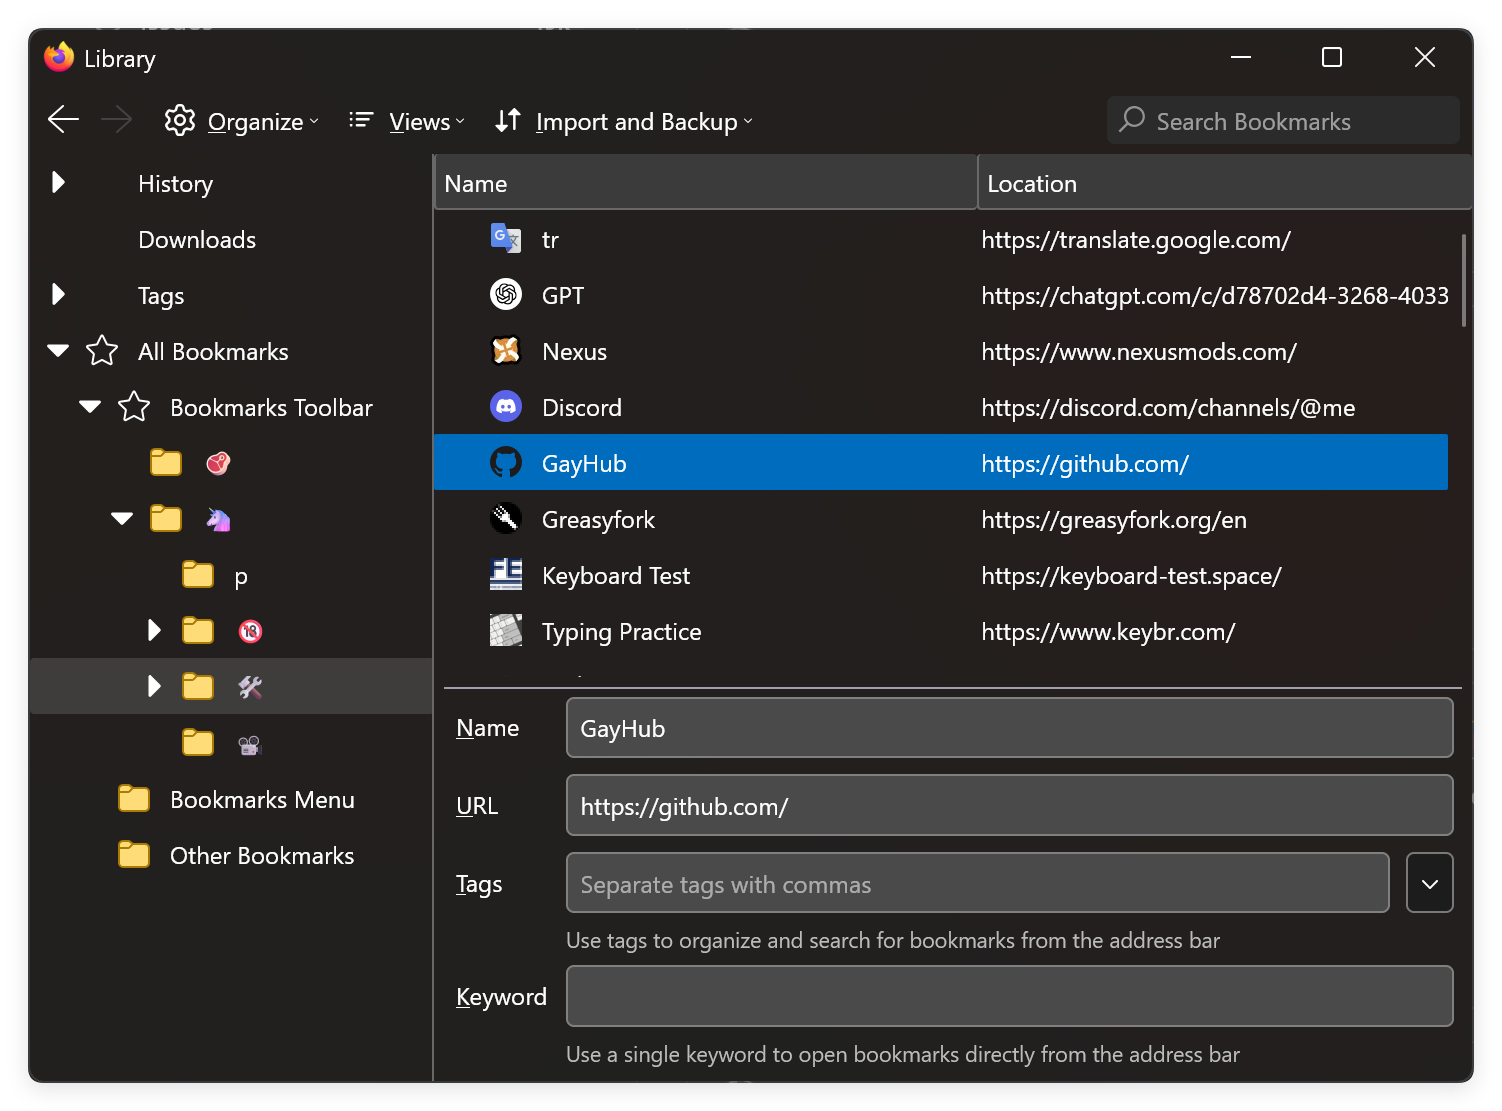 Library
Organize Views Import and Backup Search Bookmarks
History
Downloads
Tags
All Bookmarks
Bookmarks Toolbar
p
Bookmarks Menu
Other Bookmarks
Name Location
tr https://translate.google.com/
GPT https://chatgpt.com/c/d78702d4-3268-4033
Nexus https://www.nexusmods.com/
Discord https://discord.com/channels/@me
GayHub https://github.com/
Greasyfork https://greasyfork.org/en
Keyboard Test https://keyboard-test.space/
Typing Practice https://www.keybr.com/
Name GayHub
URL https://github.com/
Tags Separate tags with commas
Use tags to organize and search for bookmarks from the address bar
Keyword
Use a single keyword to open bookmarks directly from the address bar